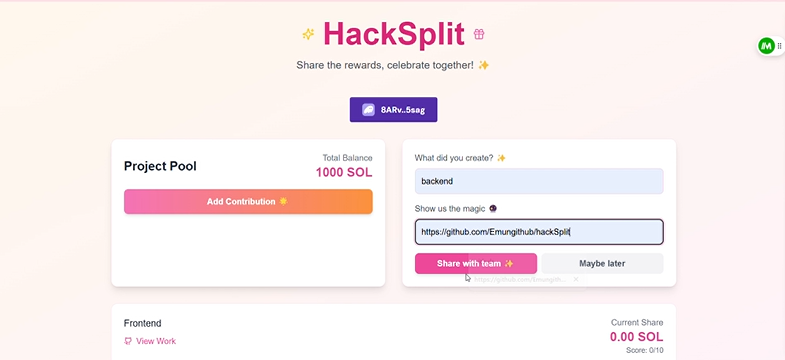 HackSplit
Share the rewards, celebrate together! ✨
8ARv..5sag
Project Pool
Total Balance
1000 SOL
Add Contribution
What did you create? ✨
backend
Show us the magic
https://github.com/Emungithub/hackSplit
Share with team ✨
Maybe later
https://github.com/Emungith...
Frontend
View Work
Current Share
0.00 SOL
Score: 0/10